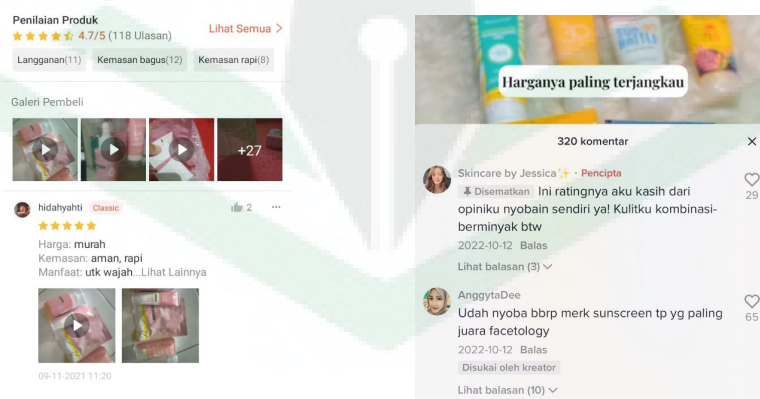 Penilaian Produk
4.7/5 (118 Ulasan)
Lihat Semua >
Langganan(11) Kemasan bagus(12) Kemasan rapi(8)
Galeri Pembeli
+27
hidahyahti Classic 2 ...
Harga: murah
Kemasan: aman, rapi
Manfaat: utk wajah...Lihat Lainnya
09-11-2021 11:20
Harganya paling terjangkau
320 komentar
Skincare by Jessica✨ · Pencipta
Disematkan Ini ratingnya aku kasih dari
opiniku nyobain sendiri ya! Kulitku kombinasi-
berminyak btw
29
2022-10-12 Balas
Lihat balasan (3)
AnggytaDee
Udah nyoba bbrp merk sunscreen tp yg paling
juara facetology
65
2022-10-12 Balas
Disukai oleh kreator
Lihat balasan (10)